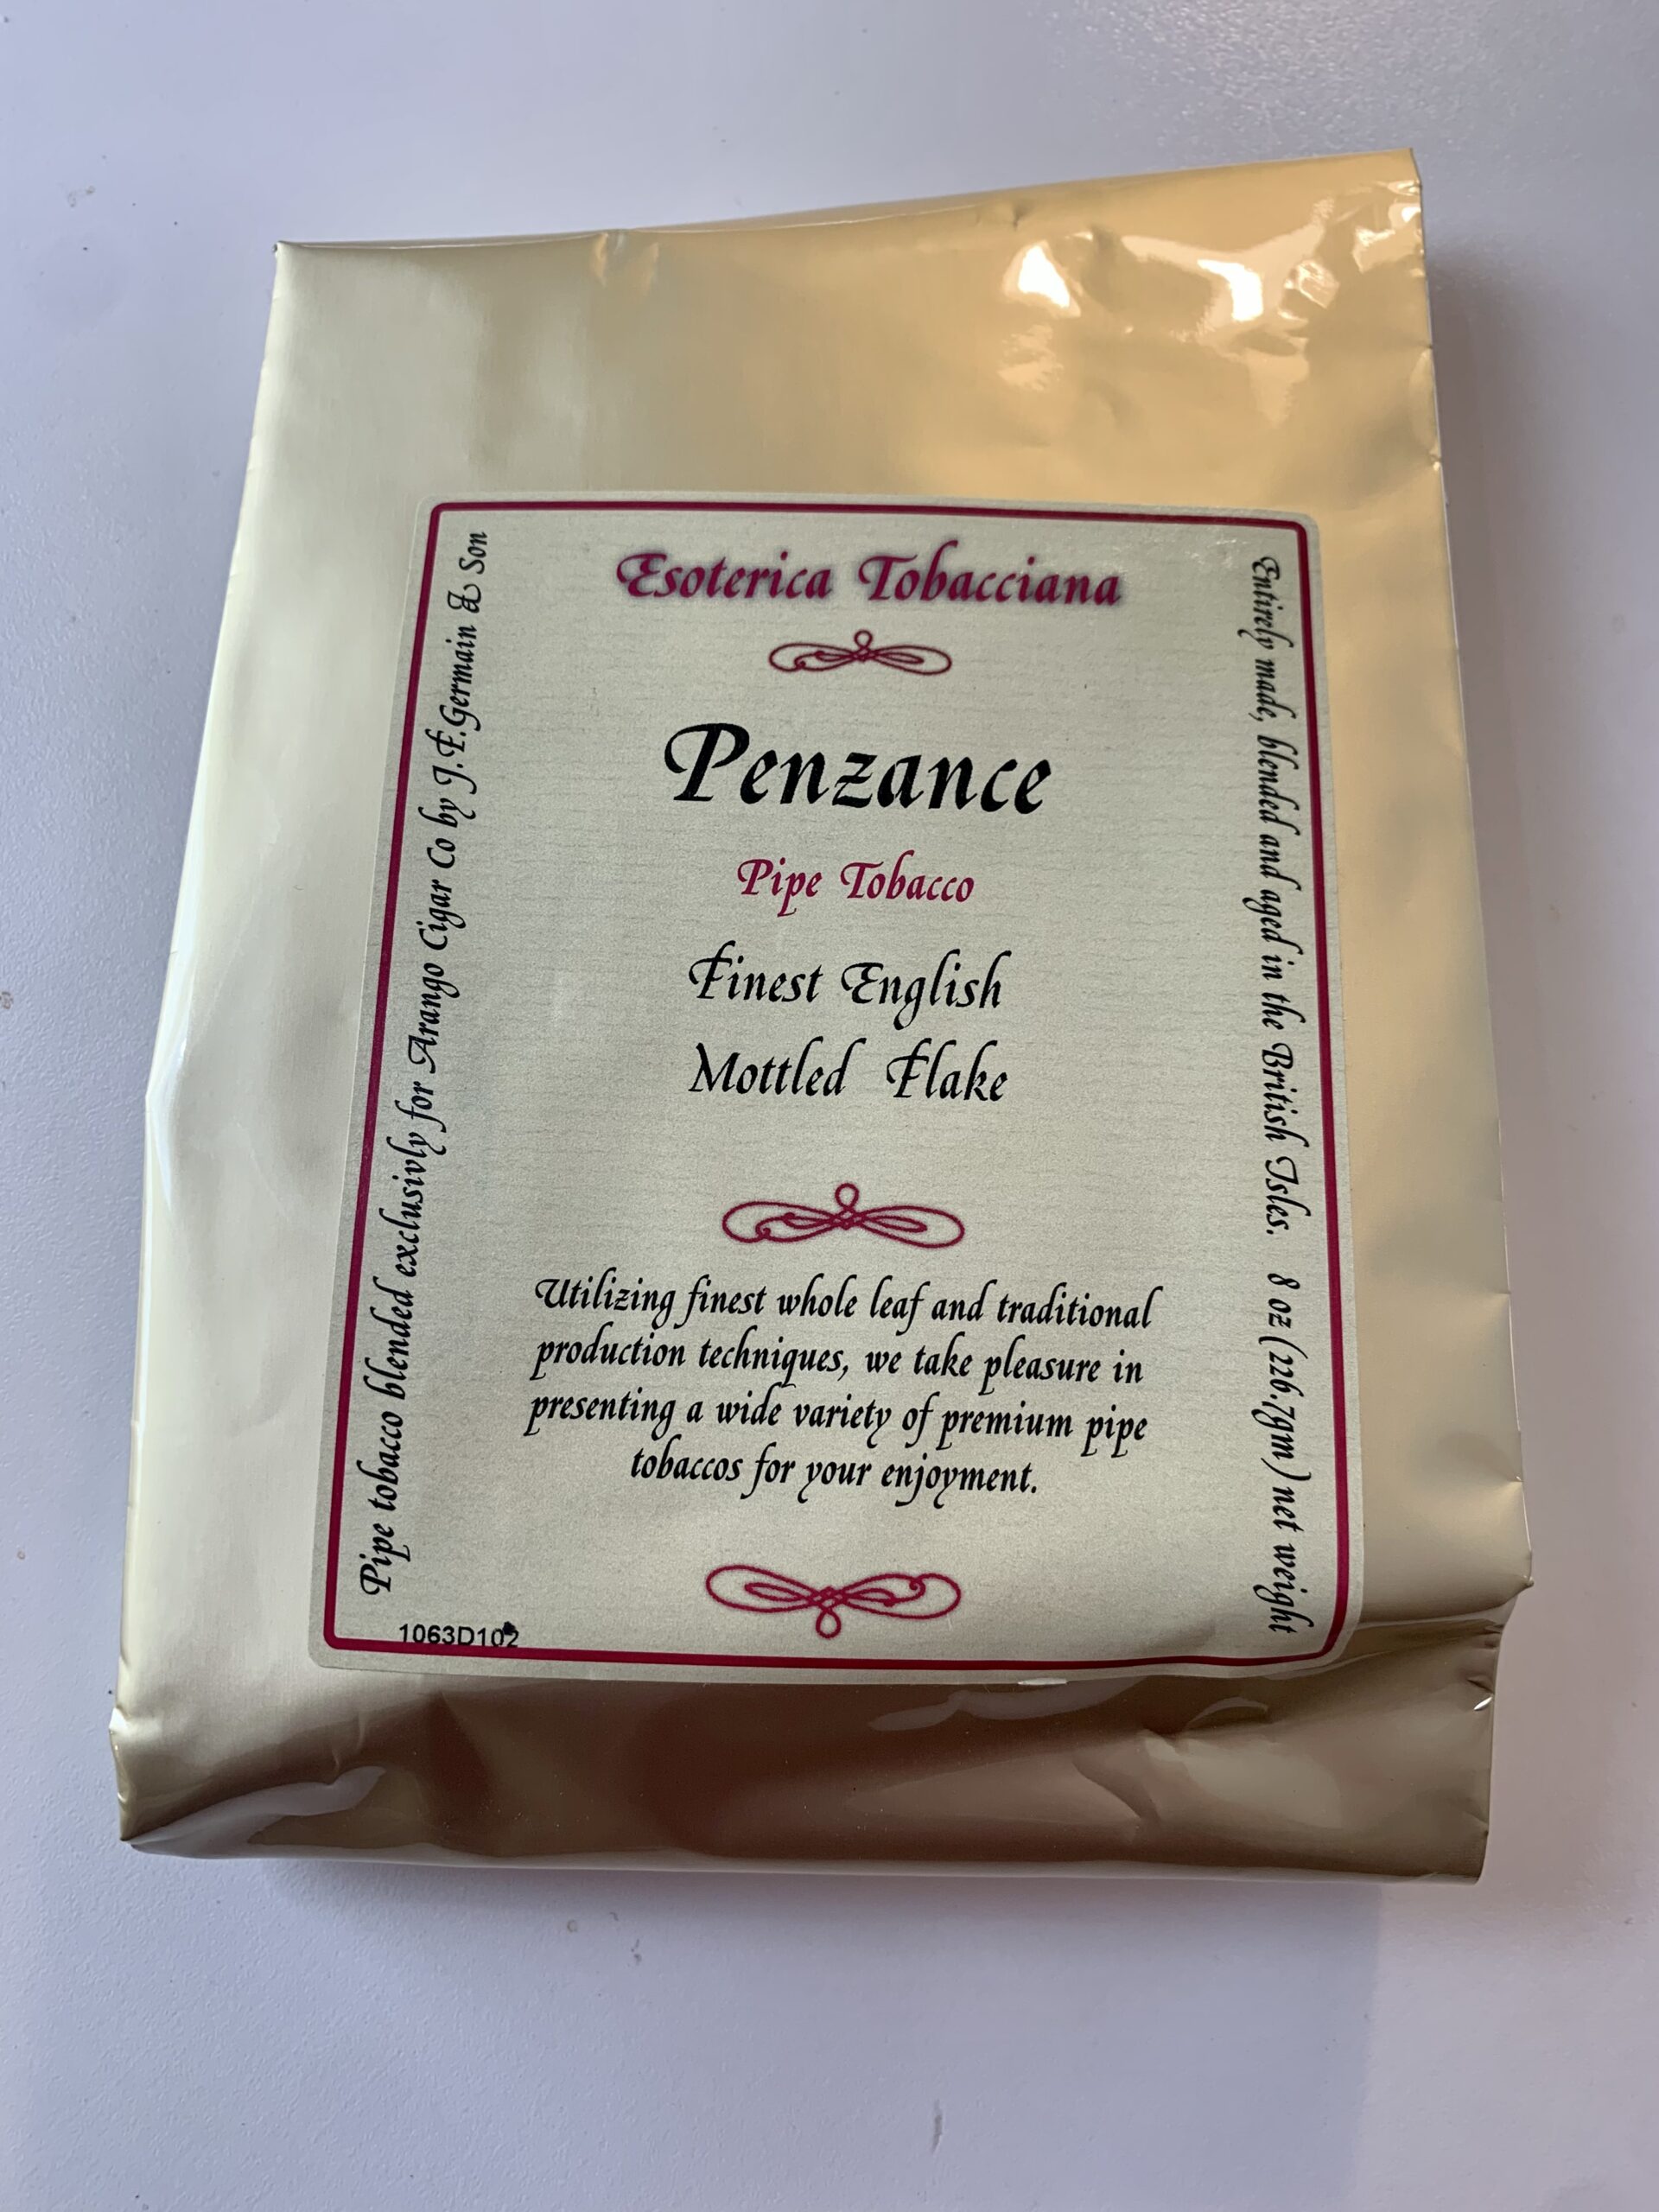 Esoterica Tobacciana
Penzance
Pipe Tobacco
Finest English
Mottled Flake
Utilizing finest whole leaf and traditional
production techniques, we take pleasure in
presenting a wide variety of premium pipe
tobaccos for your enjoyment.
Pipe tobacco blended exclusivly for Arango Cigar Co by J.F.Germain & Son
Entirely made, blended and aged in the British Isles. 8 oz (226.7gm) net weight
1063D102